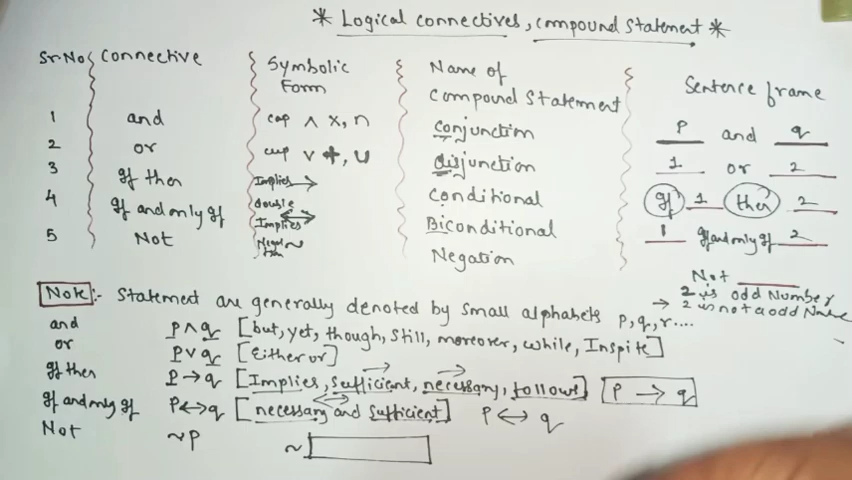 * Logical connectives, compound statement *
Sr.No Connective Symbolic Form Name of compound Statement Sentence frame
1 and cap ∧ ×, ∩ conjunction p and q
2 or cup ∨ +, ∪ disjunction 1 or 2
3 If then Implies → Conditional If 1 then 2
4 If and only if double Implies ↔ Biconditional 1 If and only if 2
5 Not Negation ~ Negation Not
Note :- Statement are generally denoted by small alphabets p, q, r.... → 2 is odd Number
2 is not a odd
and p∧q [but, yet, though, still, moreover, while, Inspite]
or p∨q [Either or]
If then p→q [Implies, sufficient, necessary, follows] p → q
If and only if p↔q [necessary and sufficient] p ↔ q
Not ~p ~